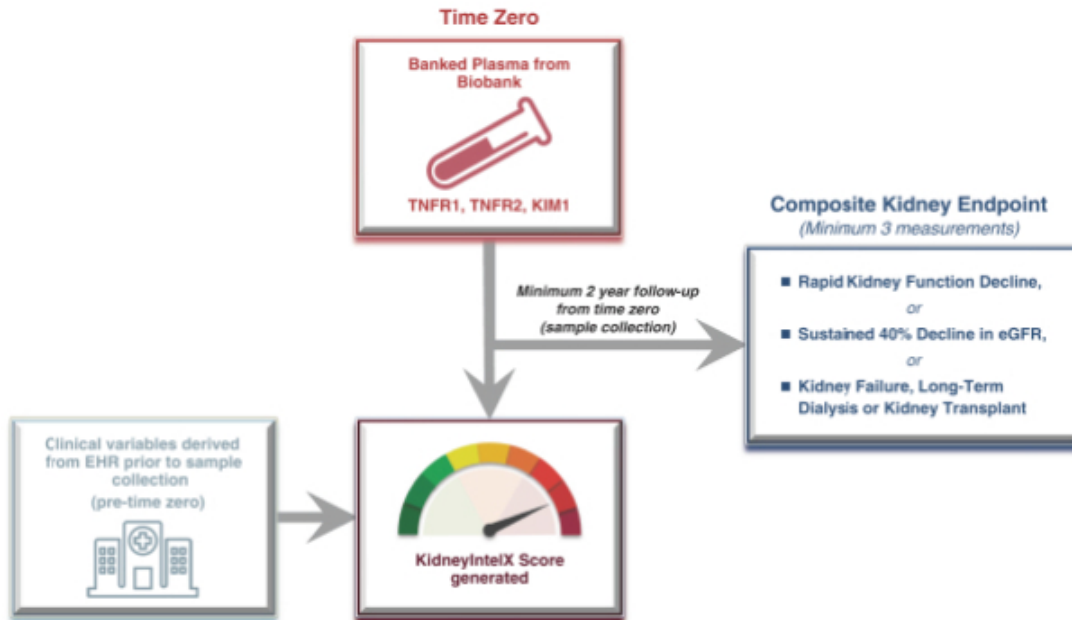 Time Zero
Banked Plasma from
Biobank
TNFR1, TNFR2, KIM1
Minimum 2 year follow-up
from time zero
(sample collection)
Composite Kidney Endpoint
(Minimum 3 measurements)
■ Rapid Kidney Function Decline,
or
■ Sustained 40% Decline in eGFR,
or
■ Kidney Failure, Long-Term
Dialysis or Kidney Transplant
Clinical variables derived
from EHR prior to sample
collection
(pre-time zero)
KidneyIntelX Score
generated